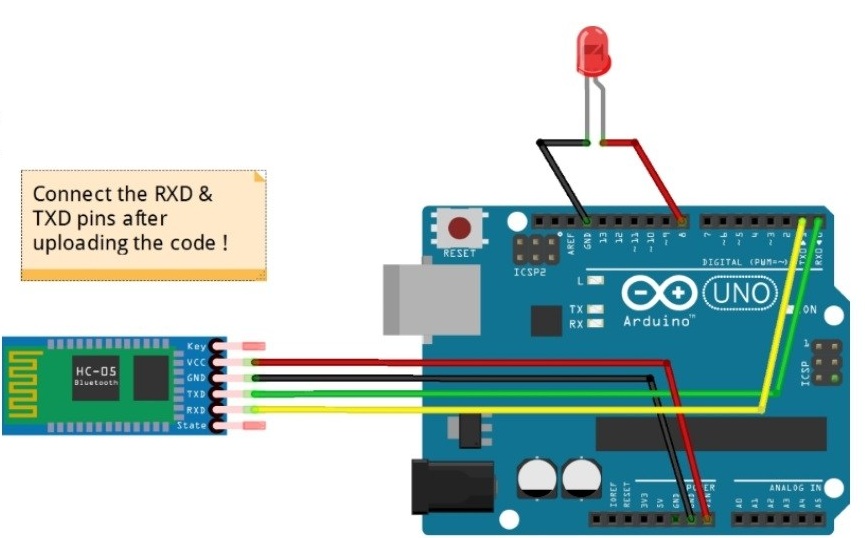 Connect the RXD &
TXD pins after
uploading the code !
RESET
ICSP2
AREF
GND
13
12
~11
~10
~9
8
7
~6
~5
4
~3
2
TXD▶1
RXD◀0
DIGITAL (PWM=~)
L
TX
RX
UNO
Arduino™
ON
1
ICSP
HC-05
Bluetooth
Key
VCC
GND
TXD
RXD
State
IOREF
RESET
3V3
5V
GND
GND
VIN
POWER
ANALOG IN
A0
A1
A2
A3
A4
A5